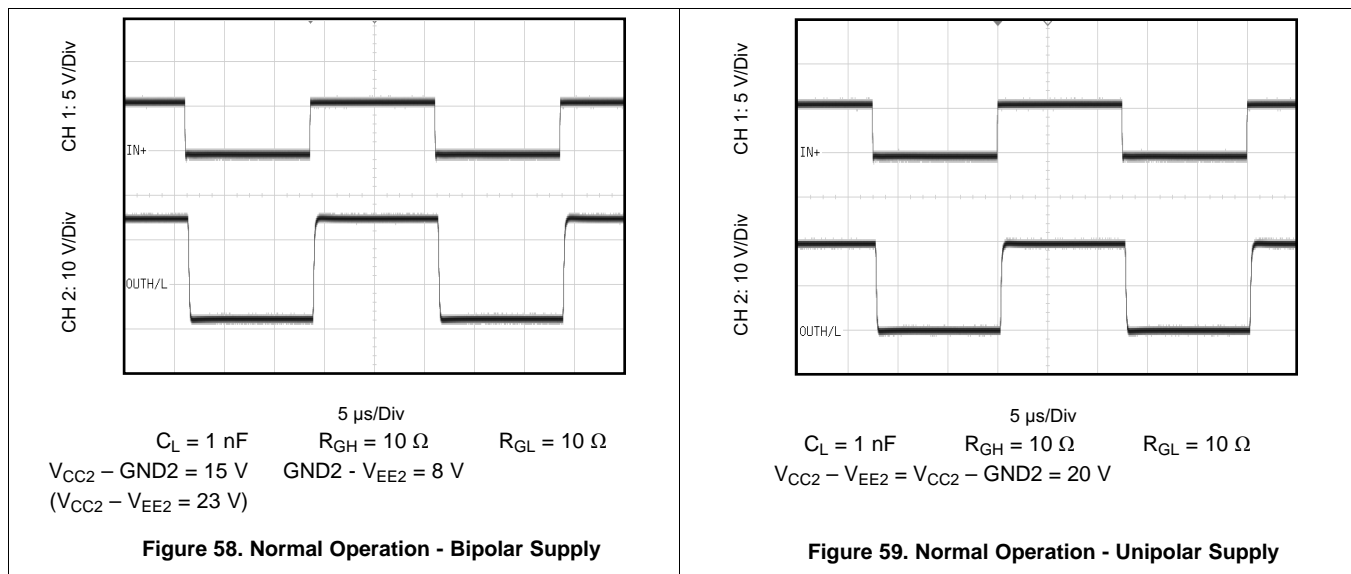 CH 1: 5 V/Div
IN+
CH 2: 10 V/Div
OUTH/L
5 µs/Div
C_L = 1 nF R_GH = 10 Ω R_GL = 10 Ω
V_CC2 – GND2 = 15 V GND2 - V_EE2 = 8 V
(V_CC2 – V_EE2 = 23 V)
Figure 58. Normal Operation - Bipolar Supply
CH 1: 5 V/Div
IN+
CH 2: 10 V/Div
OUTH/L
5 µs/Div
C_L = 1 nF R_GH = 10 Ω R_GL = 10 Ω
V_CC2 – V_EE2 = V_CC2 – GND2 = 20 V
Figure 59. Normal Operation - Unipolar Supply